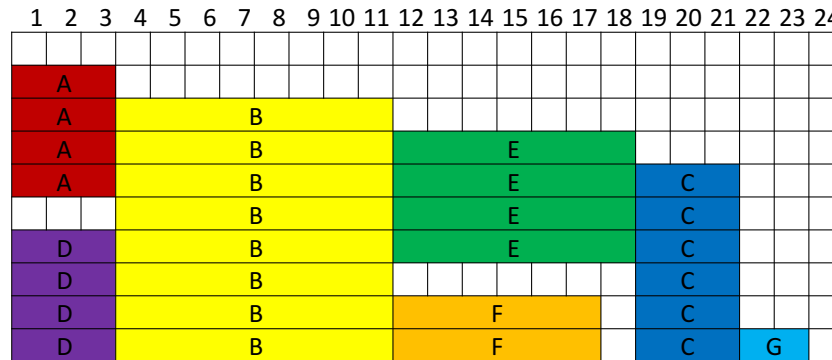 1 2 3 4 5 6 7 8 9 10 11 12 13 14 15 16 17 18 19 20 21 22 23 24
A
A B
A B E
A B E C
B E C
D B E C
D B C
D B F C
D B F C G